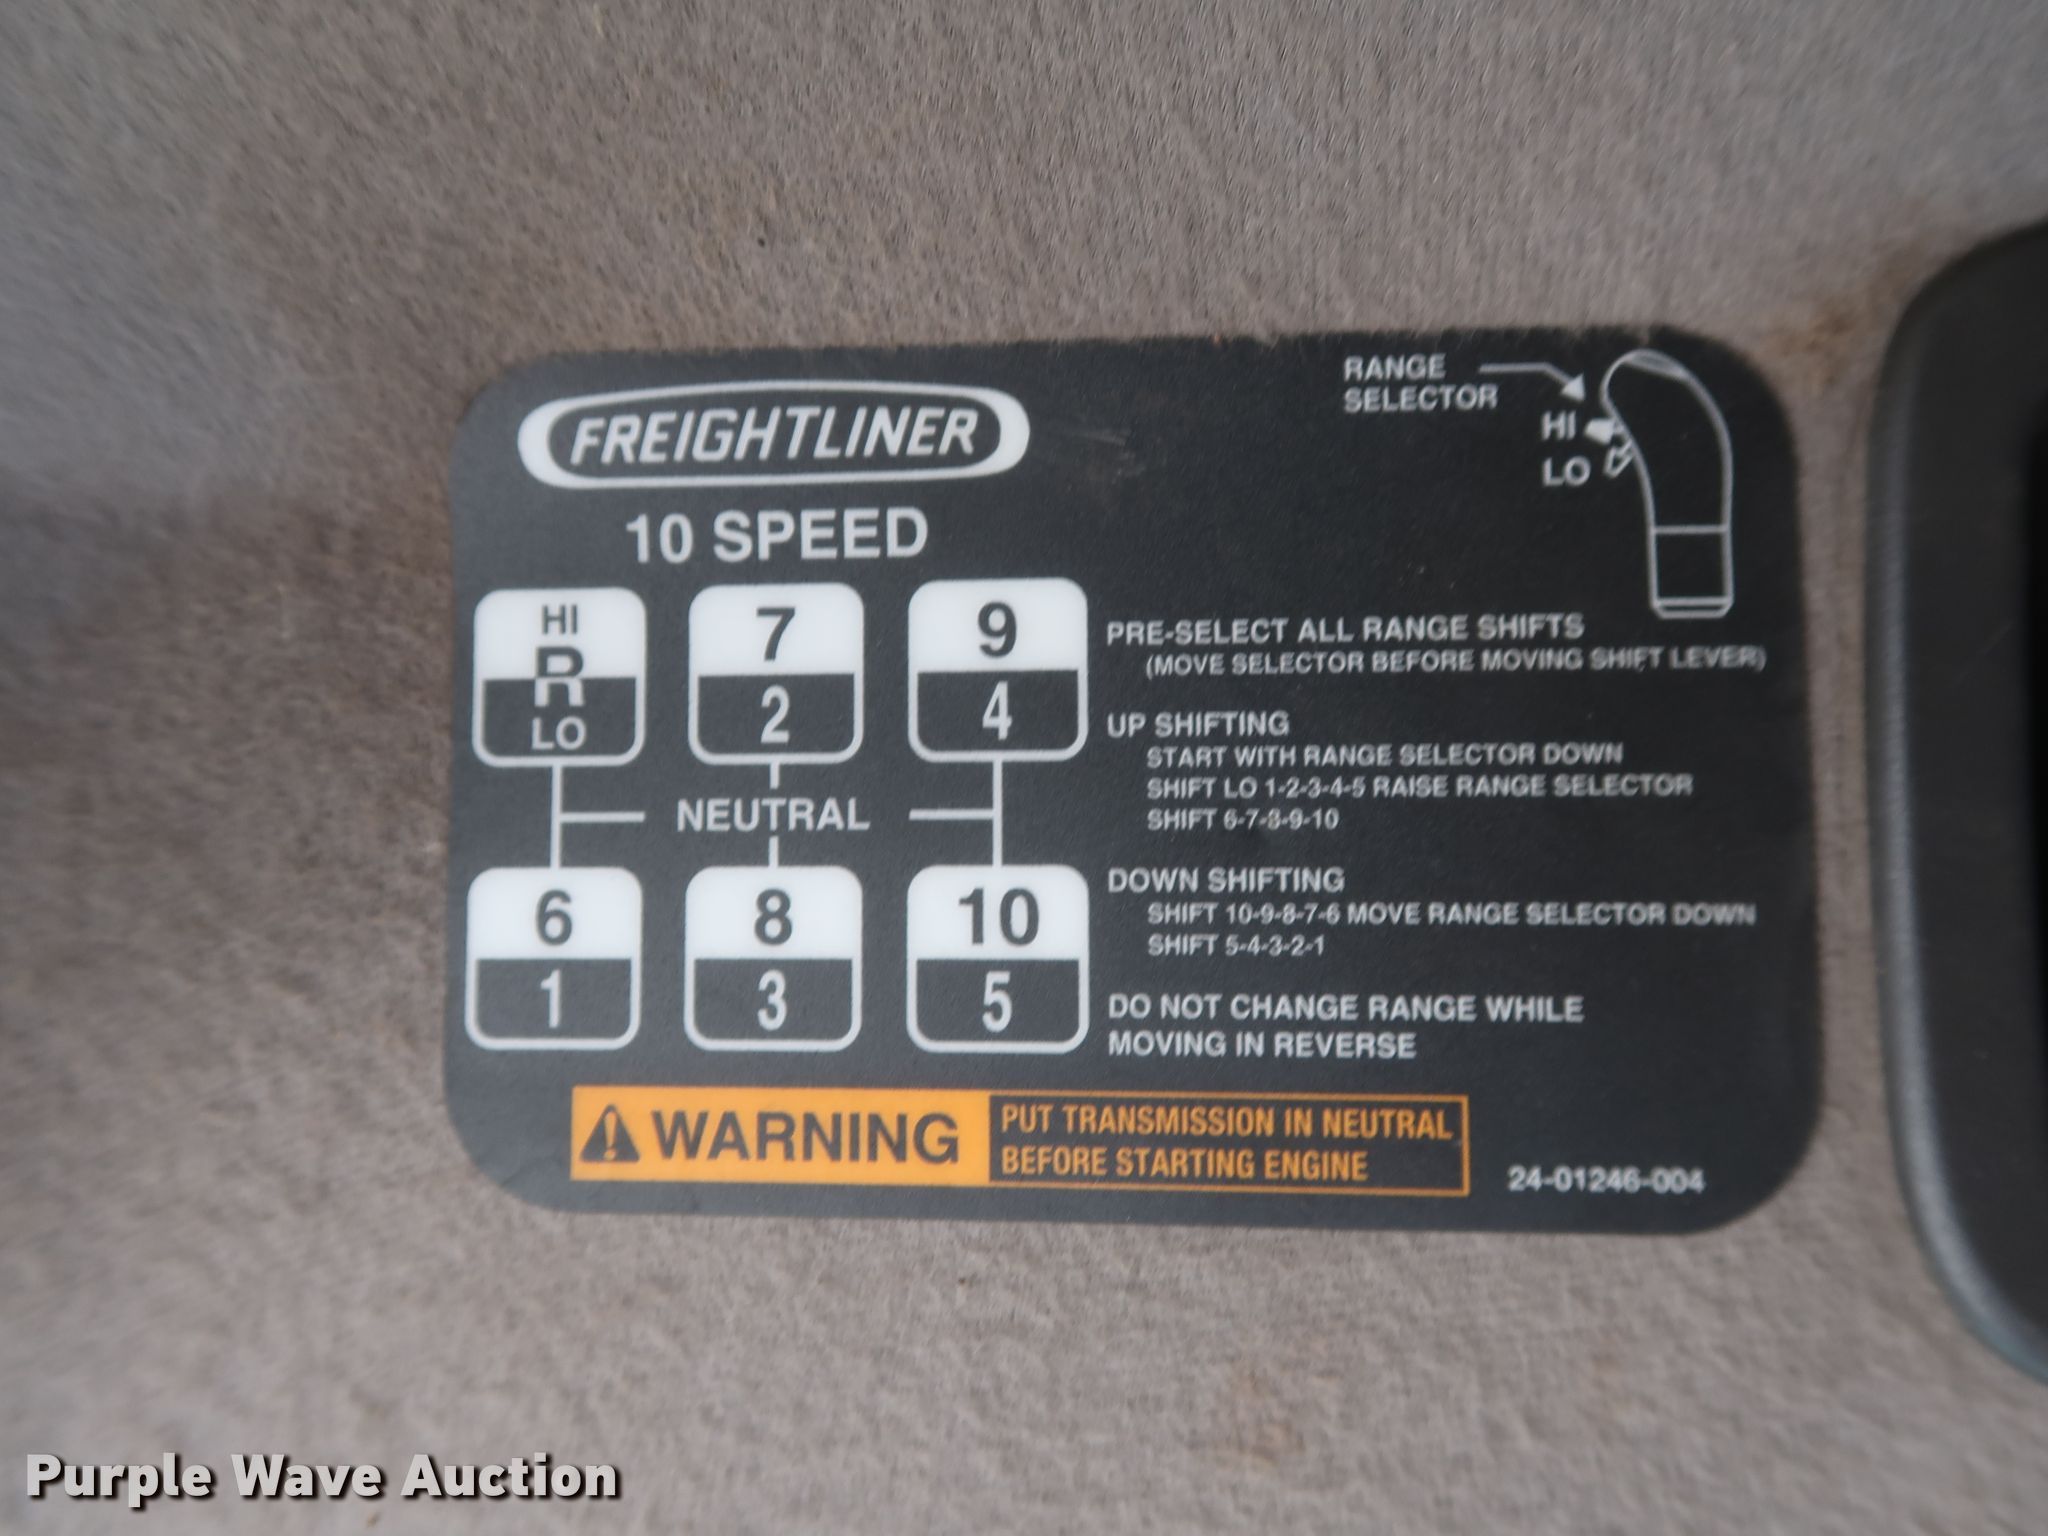 FREIGHTLINER
10 SPEED
RANGE
SELECTOR
HI
LO
HI
R
LO
7
2
9
4
NEUTRAL
6
1
8
3
10
5
PRE-SELECT ALL RANGE SHIFTS
(MOVE SELECTOR BEFORE MOVING SHIFT LEVER)
UP SHIFTING
START WITH RANGE SELECTOR DOWN
SHIFT LO 1-2-3-4-5 RAISE RANGE SELECTOR
SHIFT 6-7-8-9-10
DOWN SHIFTING
SHIFT 10-9-8-7-6 MOVE RANGE SELECTOR DOWN
SHIFT 5-4-3-2-1
DO NOT CHANGE RANGE WHILE
MOVING IN REVERSE
WARNING
PUT TRANSMISSION IN NEUTRAL
BEFORE STARTING ENGINE
24-01246-004
Purple Wave Auction